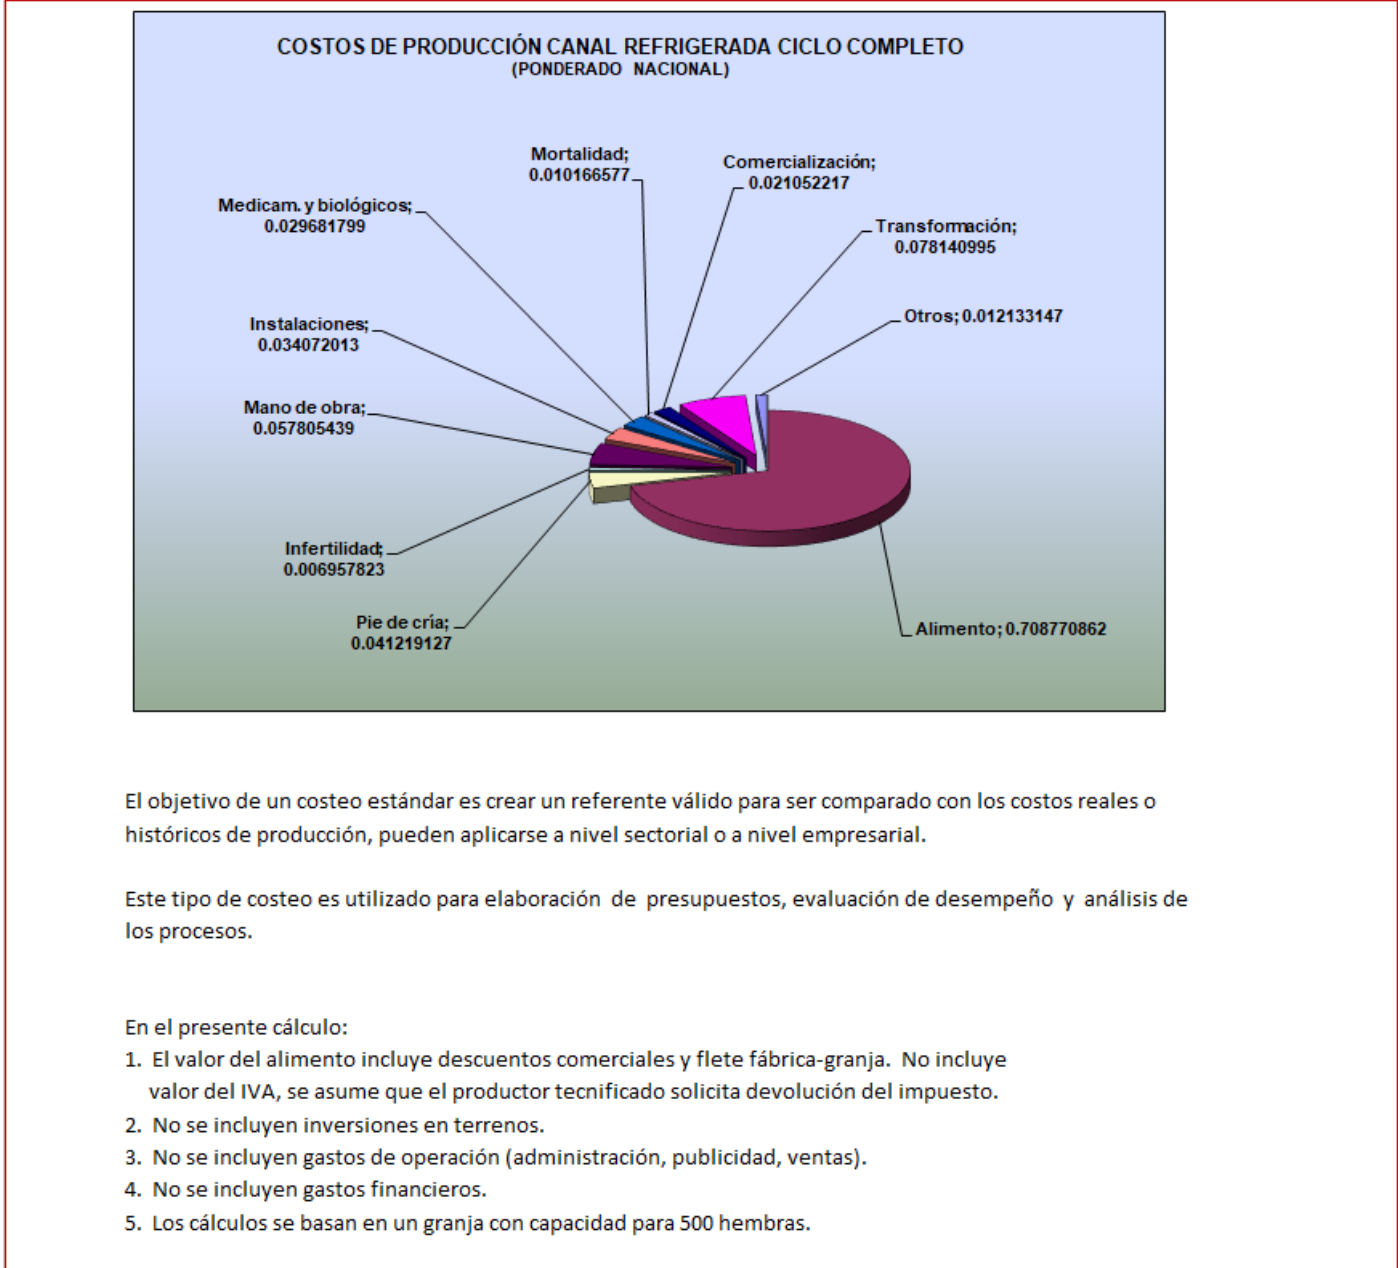 COSTOS DE PRODUCCIÓN CANAL REFRIGERADA CICLO COMPLETO
(PONDERADO NACIONAL)
Mortalidad;
0.010166577
Comercialización;
0.021052217
Medicam. y biológicos;
0.029681799
Transformación;
0.078140995
Instalaciones;
0.034072013
Otros; 0.012133147
Mano de obra;
0.057805439
Infertilidad;
0.006957823
Pie de cría;
0.041219127
Alimento; 0.708770862
El objetivo de un costeo estándar es crear un referente válido para ser comparado con los costos reales o
históricos de producción, pueden aplicarse a nivel sectorial o a nivel empresarial.
Este tipo de costeo es utilizado para elaboración de presupuestos, evaluación de desempeño y análisis de
los procesos.
En el presente cálculo:
1. El valor del alimento incluye descuentos comerciales y flete fábrica-granja. No incluye
valor del IVA, se asume que el productor tecnificado solicita devolución del impuesto.
2. No se incluyen inversiones en terrenos.
3. No se incluyen gastos de operación (administración, publicidad, ventas).
4. No se incluyen gastos financieros.
5. Los cálculos se basan en un granja con capacidad para 500 hembras.